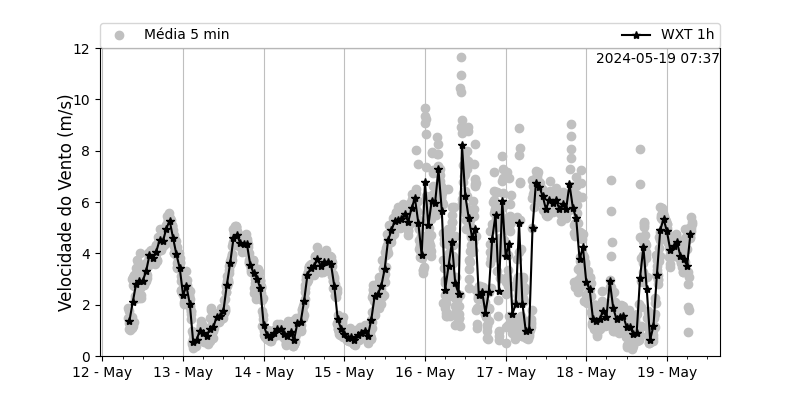 Média 5 min
WXT 1h
2024-05-19 07:37
Velocidade do Vento (m/s)
12
10
8
6
4
2
0
12 - May
13 - May
14 - May
15 - May
16 - May
17 - May
18 - May
19 - May